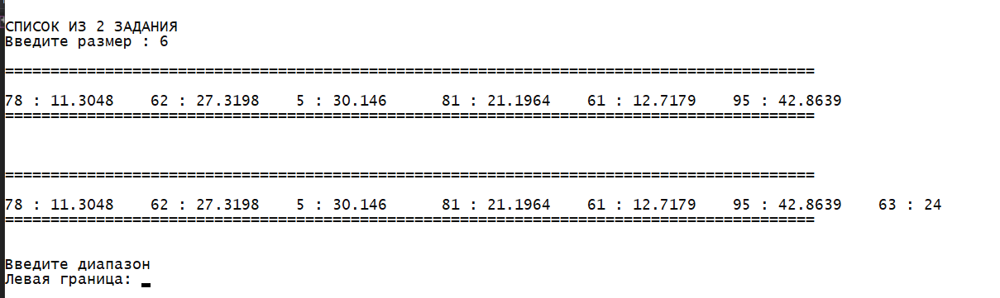 СПИСОК ИЗ 2 ЗАДАНИЯ
Введите размер : 6
=========================================================================================
78 : 11.3048    62 : 27.3198    5 : 30.146      81 : 21.1964    61 : 12.7179    95 : 42.8639
=========================================================================================
=========================================================================================
78 : 11.3048    62 : 27.3198    5 : 30.146      81 : 21.1964    61 : 12.7179    95 : 42.8639    63 : 24
=========================================================================================
Введите диапазон
Левая граница: